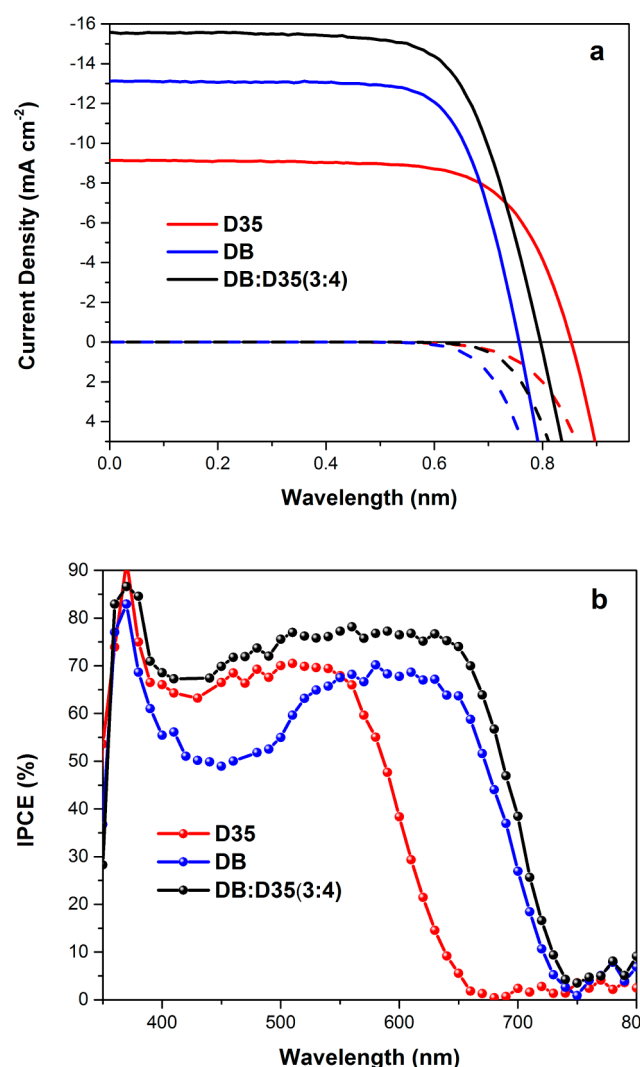 a
Current Density (mA cm-2)
-16
-14
-12
-10
-8
-6
-4
-2
0
2
4
D35
DB
DB:D35(3:4)
0.0 0.2 0.4 0.6 0.8
Wavelength (nm)
b
IPCE (%)
90
80
70
60
50
40
30
20
10
0
D35
DB
DB:D35(3:4)
400 500 600 700 80
Wavelength (nm)